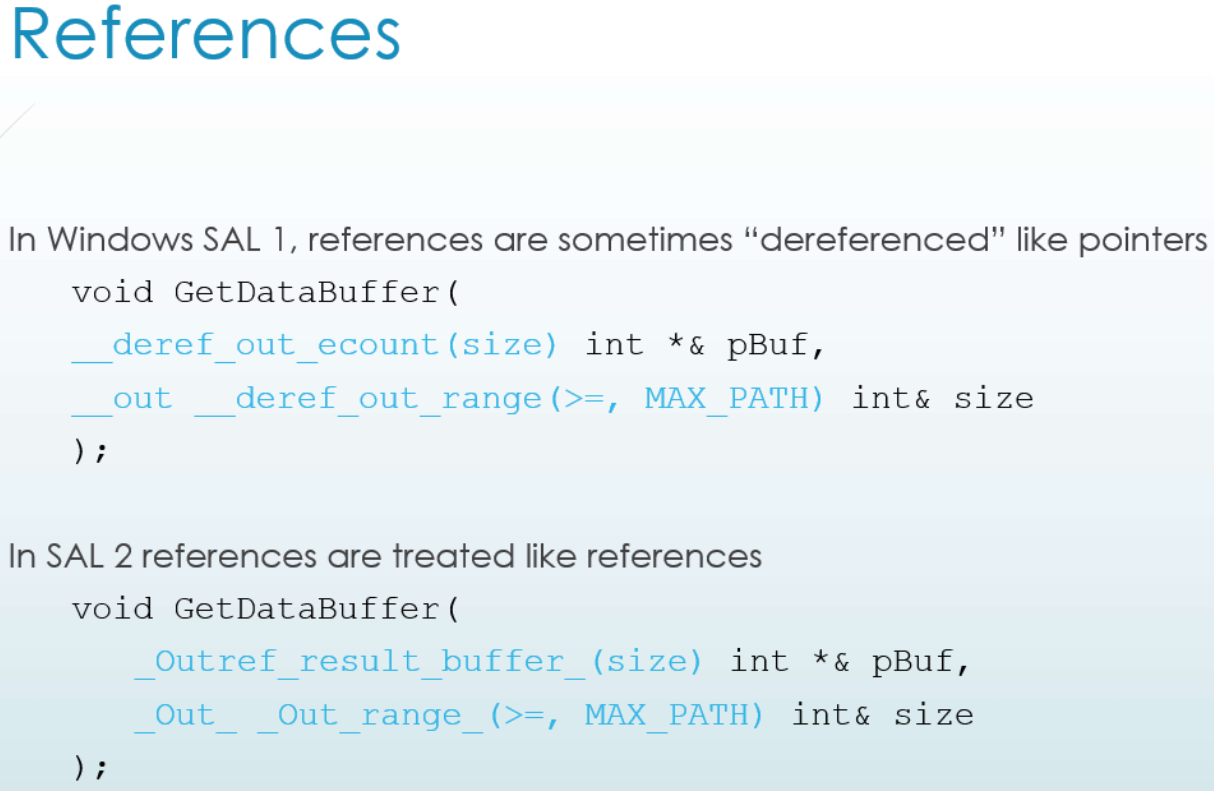 References
In Windows SAL 1, references are sometimes “dereferenced” like pointers
void GetDataBuffer(
__deref_out_ecount(size) int *& pBuf,
__out __deref_out_range(>=, MAX_PATH) int& size
);
In SAL 2 references are treated like references
void GetDataBuffer(
_Outref_result_buffer_(size) int *& pBuf,
_Out_ _Out_range_(>=, MAX_PATH) int& size
);